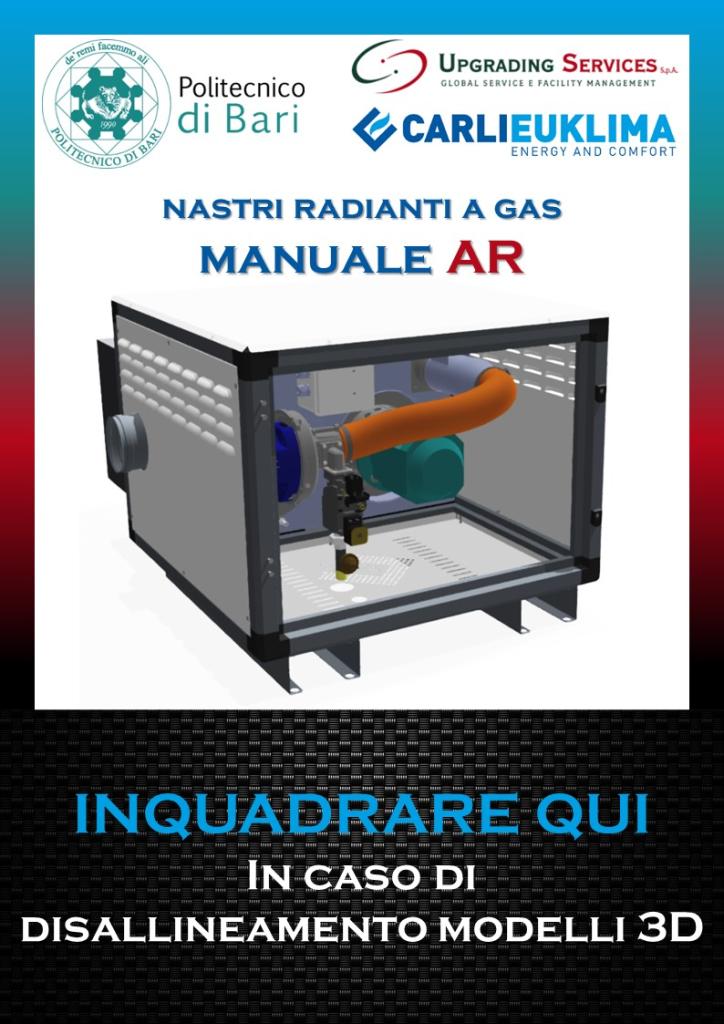 de' remi facemmo ali
POLITECNICO DI BARI
1990
Politecnico
di Bari
UPGRADING SERVICES S.p.A.
GLOBAL SERVICE E FACILITY MANAGEMENT
CARLIEUKLIMA
ENERGY AND COMFORT
NASTRI RADIANTI A GAS
MANUALE AR
INQUADRARE QUI
IN CASO DI
DISALLINEAMENTO MODELLI 3D